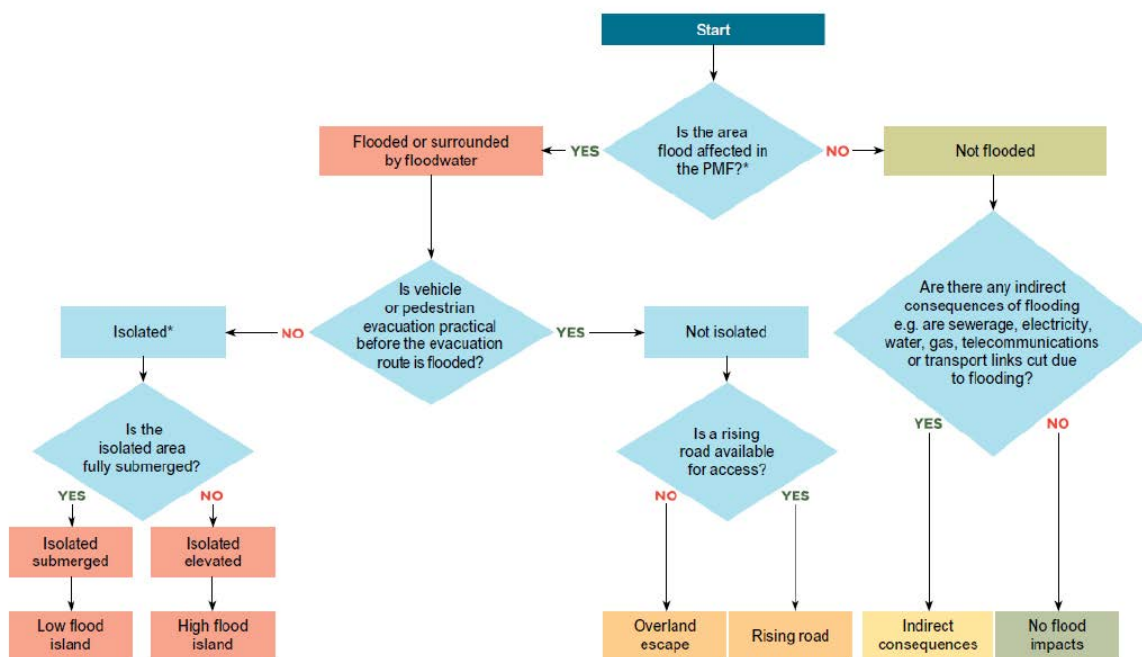 Start
Is the area
flood affected in
the PMF?*
YES
NO
Flooded or surrounded
by floodwater
Not flooded
Is vehicle
or pedestrian
evacuation practical
before the evacuation
route is flooded?
NO
YES
Isolated*
Not isolated
Are there any indirect
consequences of flooding
e.g. are sewerage, electricity,
water, gas, telecommunications
or transport links cut due
to flooding?
Is the
isolated area
fully submerged?
YES
NO
Is a rising
road available
for access?
NO
YES
YES
NO
Isolated
submerged
Isolated
elevated
Low flood
island
High flood
island
Overland
escape
Rising road
Indirect
consequences
No flood
impacts